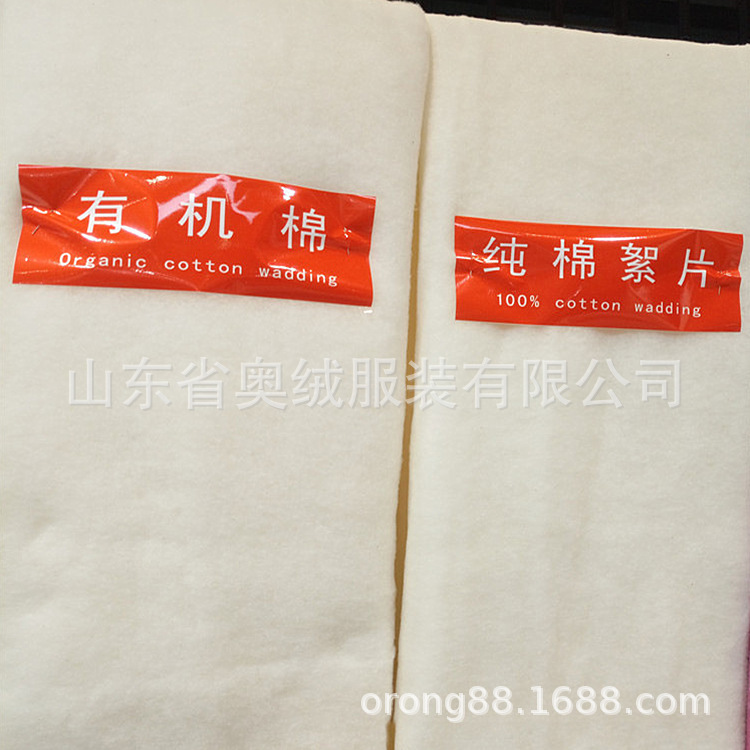 有机棉
Organic cotton wadding
纯棉絮片
100% cotton wadding
山东省奥绒服装有限公司
orong88.1688.com